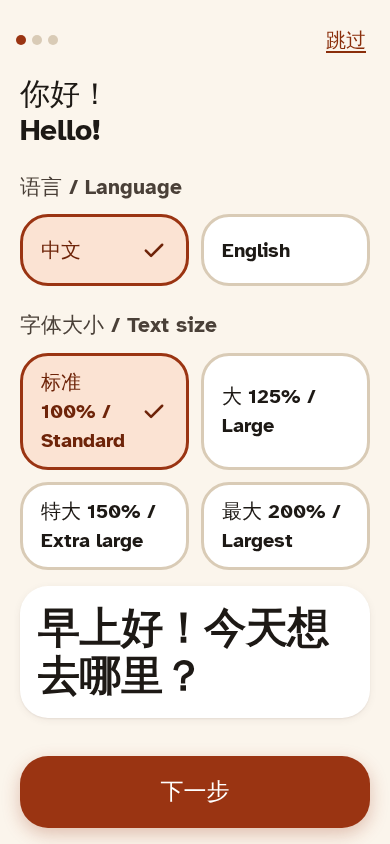 跳过
你好！
Hello!
语言 / Language
中文
English
字体大小 / Text size
标准
100% /
Standard
大 125% /
Large
特大 150% /
Extra large
最大 200% /
Largest
早上好！今天想
去哪里？
下一步